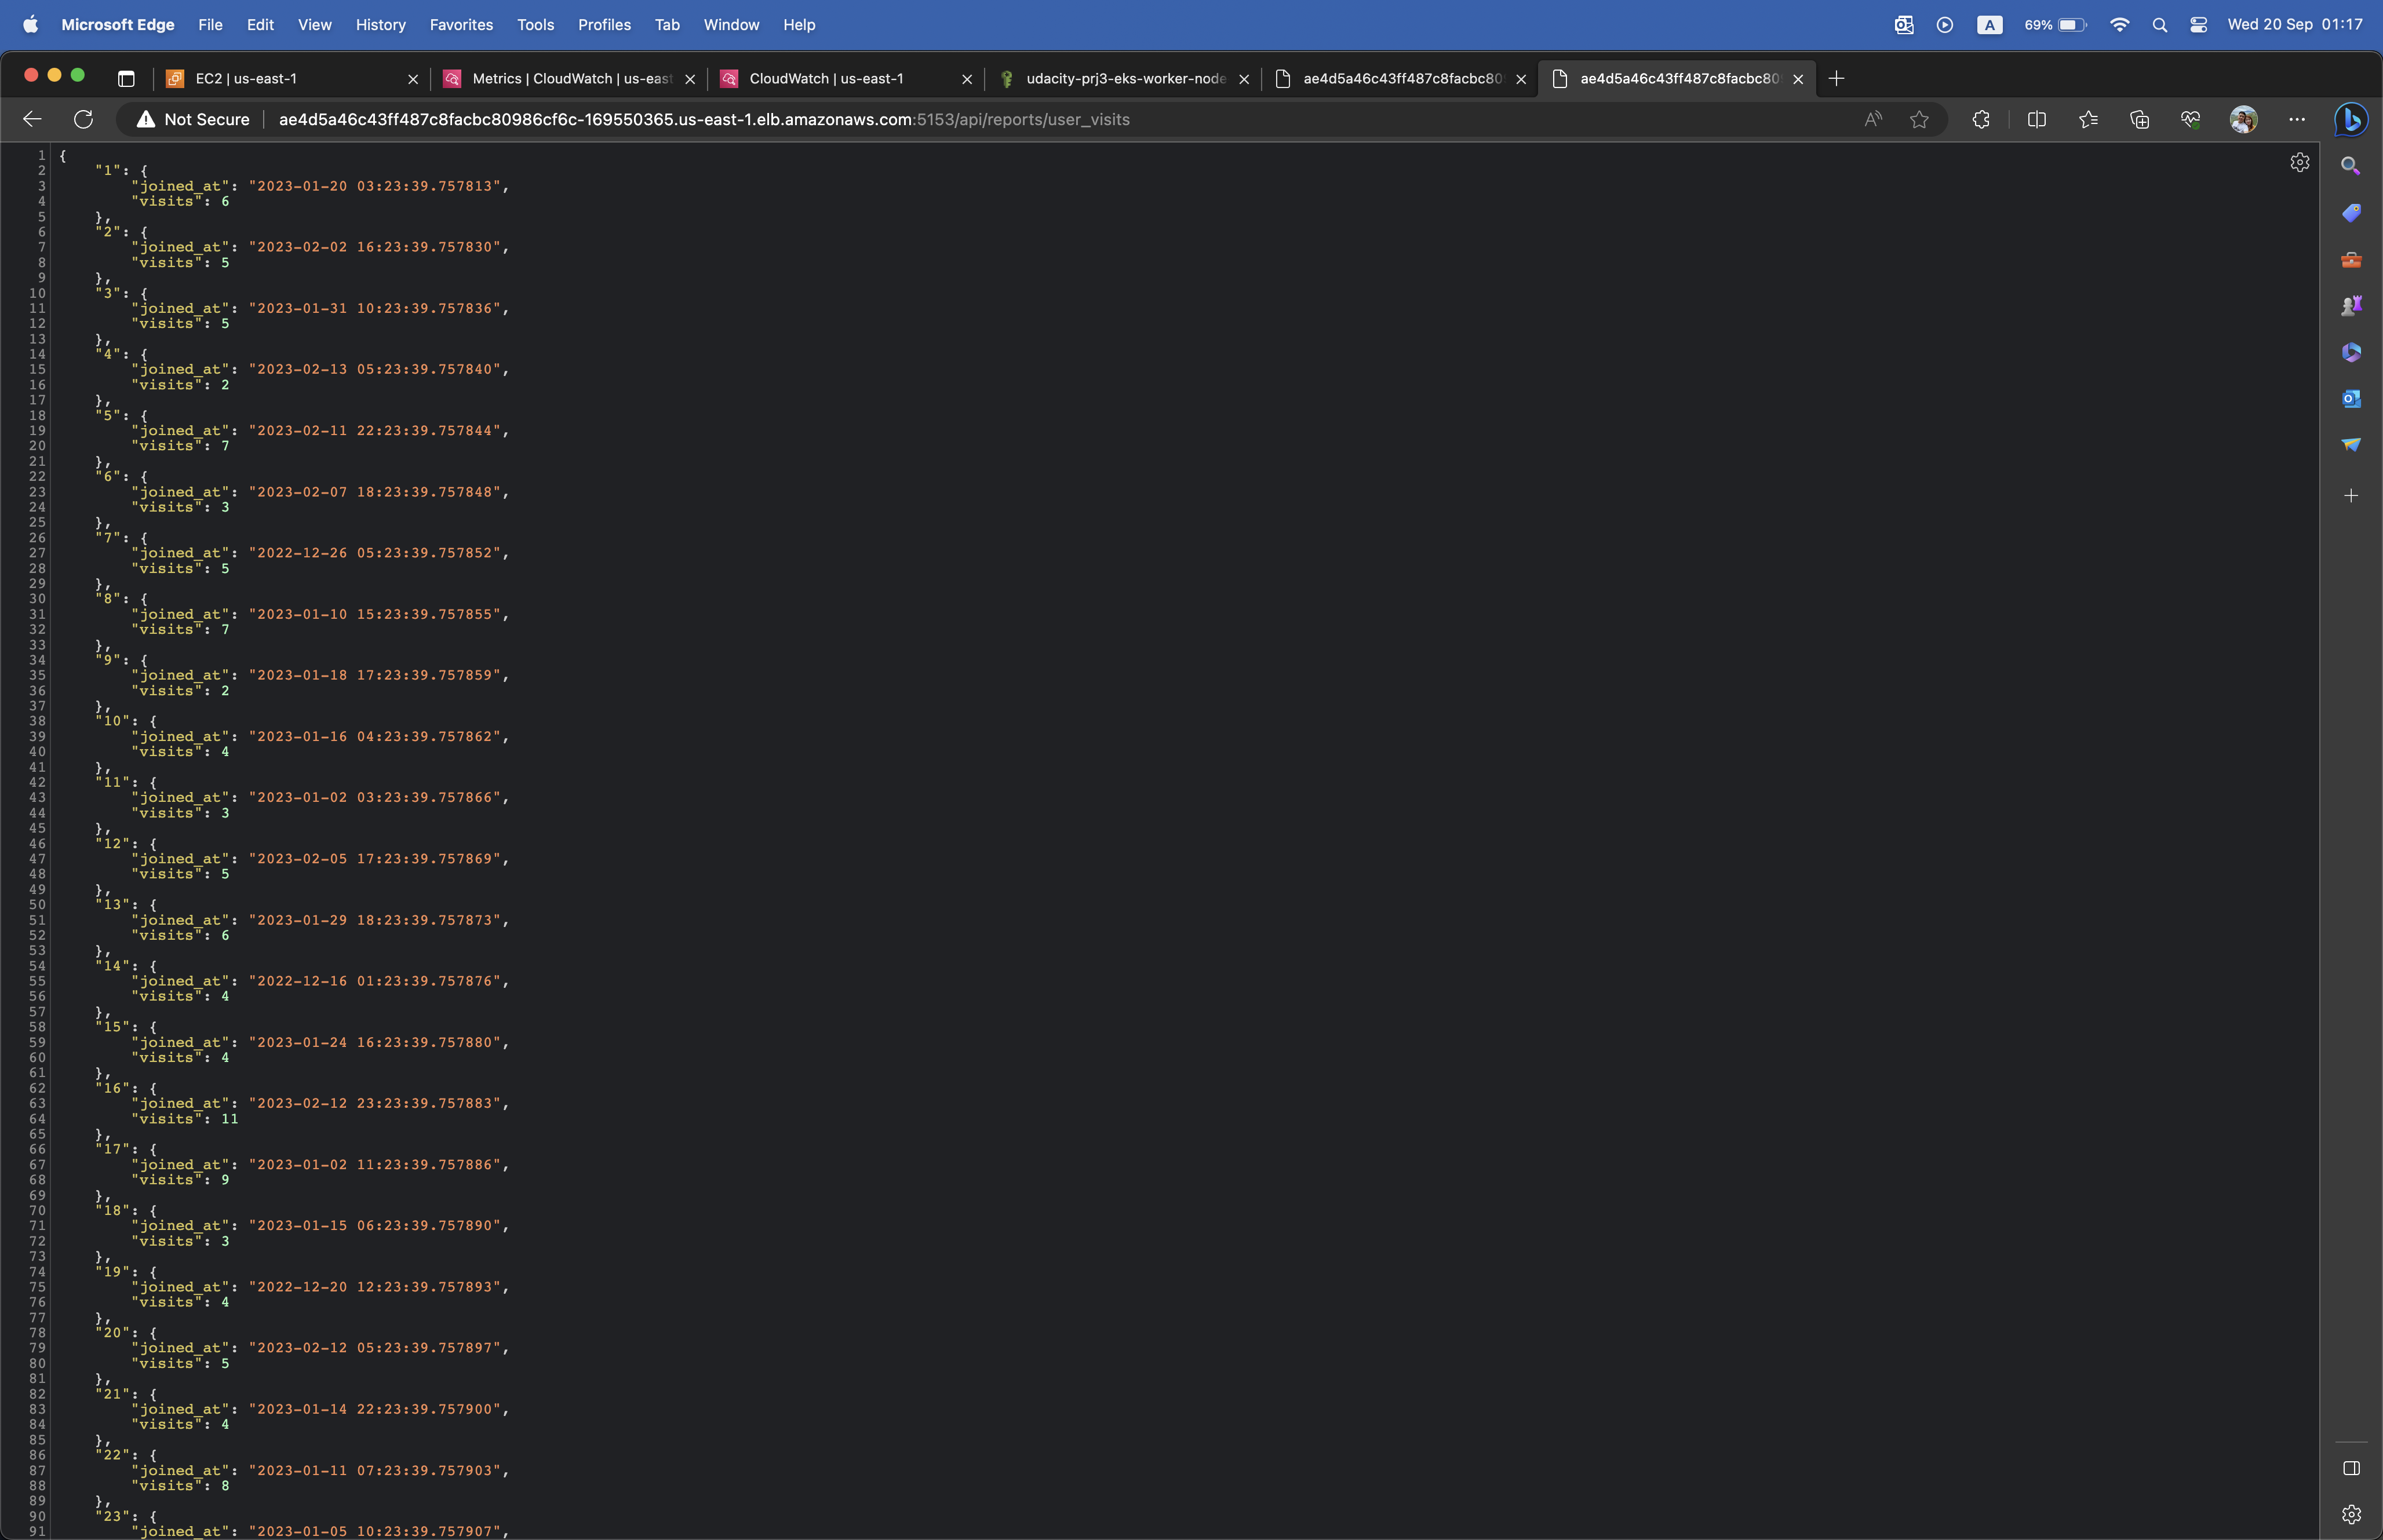 Microsoft Edge File Edit View History Favorites Tools Profiles Tab Window Help A 69% Wed 20 Sep 01:17
EC2 | us-east-1 Metrics | CloudWatch | us-east CloudWatch | us-east-1 udacity-prj3-eks-worker-node ae4d5a46c43ff487c8facbc80 ae4d5a46c43ff487c8facbc80
Not Secure ae4d5a46c43ff487c8facbc80986cf6c-169550365.us-east-1.elb.amazonaws.com:5153/api/reports/user_visits
1 {
2 "1": {
3 "joined_at": "2023-01-20 03:23:39.757813",
4 "visits": 6
5 },
6 "2": {
7 "joined_at": "2023-02-02 16:23:39.757830",
8 "visits": 5
9 },
10 "3": {
11 "joined_at": "2023-01-31 10:23:39.757836",
12 "visits": 5
13 },
14 "4": {
15 "joined_at": "2023-02-13 05:23:39.757840",
16 "visits": 2
17 },
18 "5": {
19 "joined_at": "2023-02-11 22:23:39.757844",
20 "visits": 7
21 },
22 "6": {
23 "joined_at": "2023-02-07 18:23:39.757848",
24 "visits": 3
25 },
26 "7": {
27 "joined_at": "2022-12-26 05:23:39.757852",
28 "visits": 5
29 },
30 "8": {
31 "joined_at": "2023-01-10 15:23:39.757855",
32 "visits": 7
33 },
34 "9": {
35 "joined_at": "2023-01-18 17:23:39.757859",
36 "visits": 2
37 },
38 "10": {
39 "joined_at": "2023-01-16 04:23:39.757862",
40 "visits": 4
41 },
42 "11": {
43 "joined_at": "2023-01-02 03:23:39.757866",
44 "visits": 3
45 },
46 "12": {
47 "joined_at": "2023-02-05 17:23:39.757869",
48 "visits": 5
49 },
50 "13": {
51 "joined_at": "2023-01-29 18:23:39.757873",
52 "visits": 6
53 },
54 "14": {
55 "joined_at": "2022-12-16 01:23:39.757876",
56 "visits": 4
57 },
58 "15": {
59 "joined_at": "2023-01-24 16:23:39.757880",
60 "visits": 4
61 },
62 "16": {
63 "joined_at": "2023-02-12 23:23:39.757883",
64 "visits": 11
65 },
66 "17": {
67 "joined_at": "2023-01-02 11:23:39.757886",
68 "visits": 9
69 },
70 "18": {
71 "joined_at": "2023-01-15 06:23:39.757890",
72 "visits": 3
73 },
74 "19": {
75 "joined_at": "2022-12-20 12:23:39.757893",
76 "visits": 4
77 },
78 "20": {
79 "joined_at": "2023-02-12 05:23:39.757897",
80 "visits": 5
81 },
82 "21": {
83 "joined_at": "2023-01-14 22:23:39.757900",
84 "visits": 4
85 },
86 "22": {
87 "joined_at": "2023-01-11 07:23:39.757903",
88 "visits": 8
89 },
90 "23": {
91 "joined_at": "2023-01-05 10:23:39.757907",